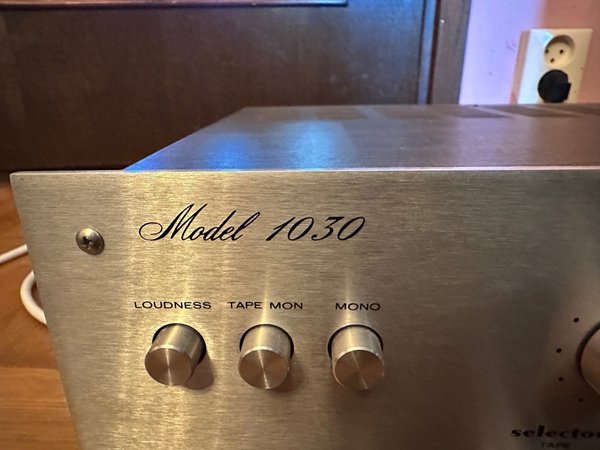 Model 1030
LOUDNESS TAPE MON MONO
selector
TAPE